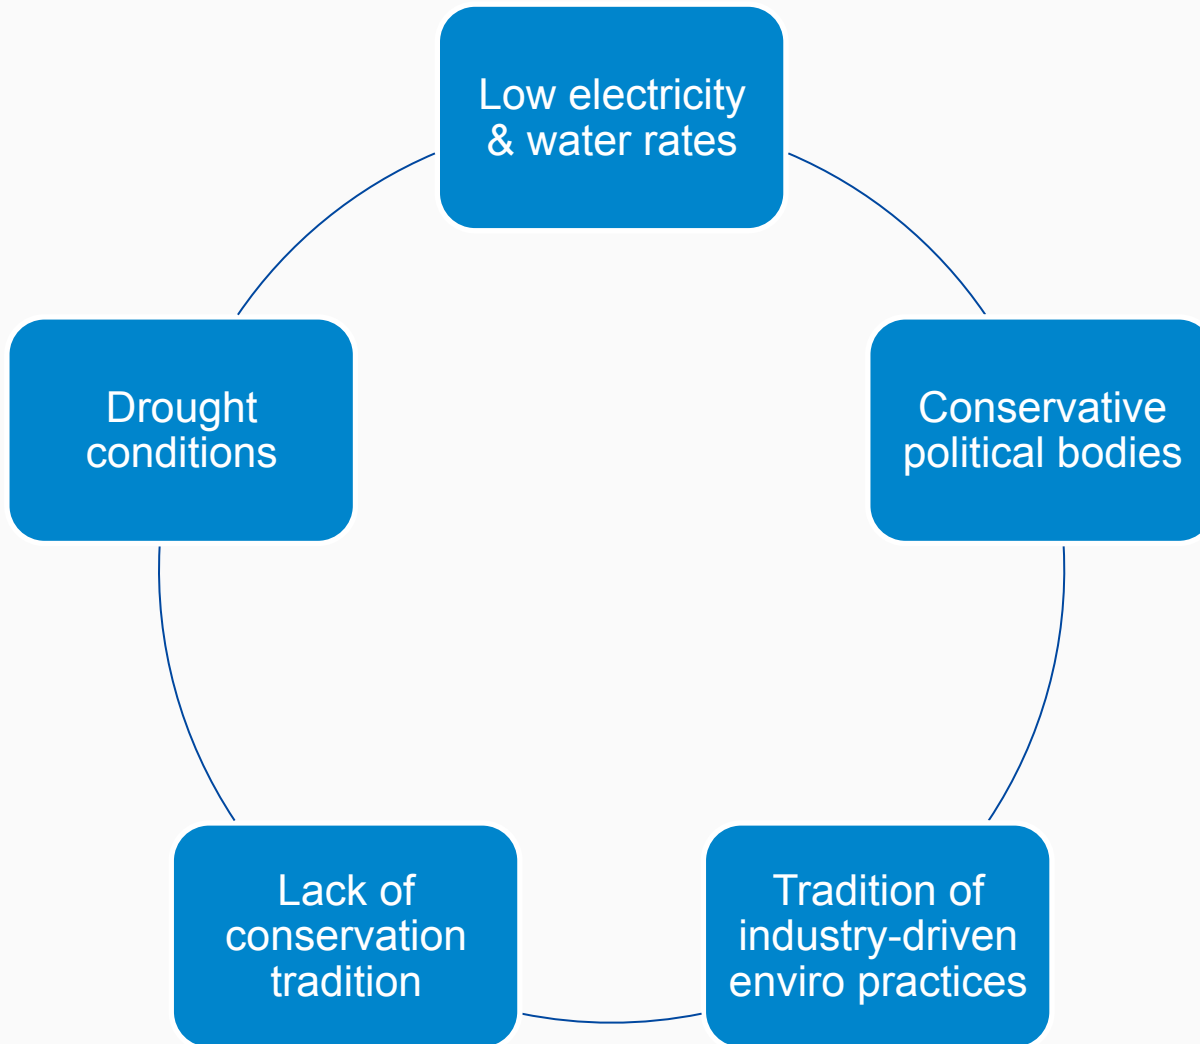 Low electricity
& water rates
Conservative
political bodies
Tradition of
industry-driven
enviro practices
Lack of
conservation
tradition
Drought
conditions